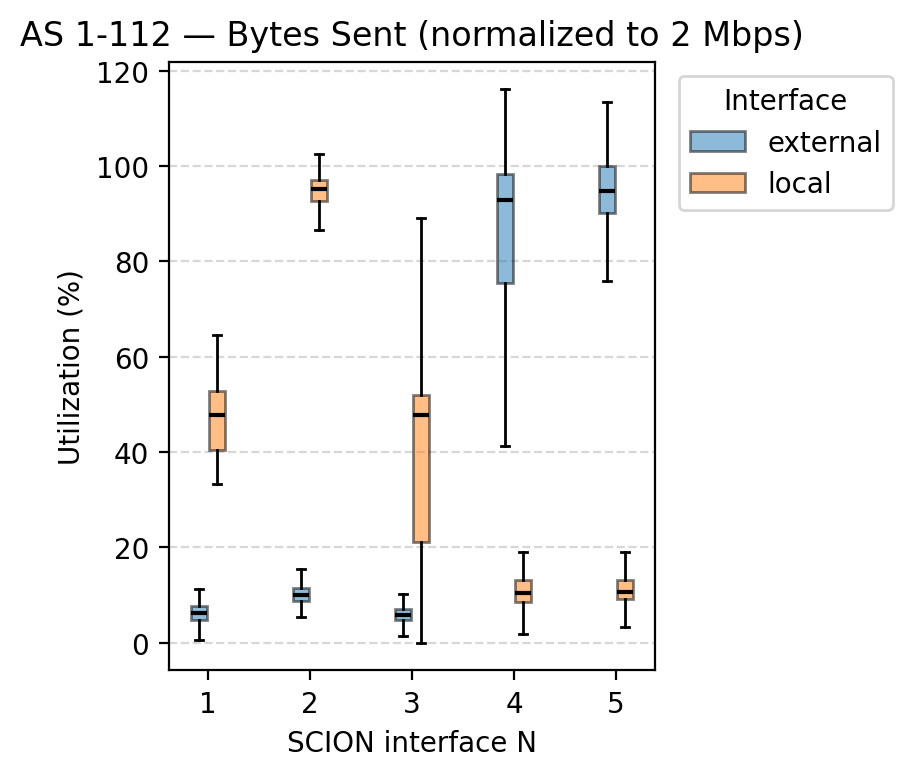 AS 1-112 — Bytes Sent (normalized to 2 Mbps)
Interface
external
local
Utilization (%)
120
100
80
60
40
20
0
1 2 3 4 5
SCION interface N